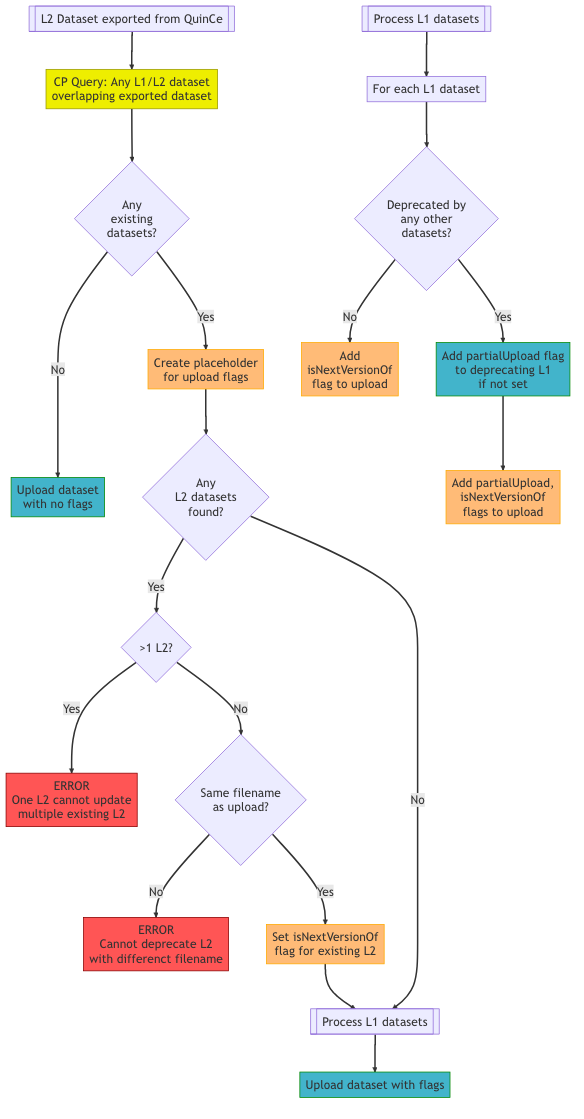 L2 Dataset exported from QuinCe
CP Query: Any L1/L2 dataset
overlapping exported dataset
Any
existing
datasets?
No
Yes
Upload dataset
with no flags
Create placeholder
for upload flags
Any
L2 datasets
found?
Yes
No
>1 L2?
Yes
No
ERROR
One L2 cannot update
multiple existing L2
Same filename
as upload?
No
Yes
ERROR
Cannot deprecate L2
with differenct filename
Set isNextVersionOf
flag for existing L2
Process L1 datasets
Upload dataset with flags
Process L1 datasets
For each L1 dataset
Deprecated by
any other
datasets?
No
Yes
Add
isNextVersionOf
flag to upload
Add partialUpload flag
to deprecating L1
if not set
Add partialUpload,
isNextVersionOf
flags to upload